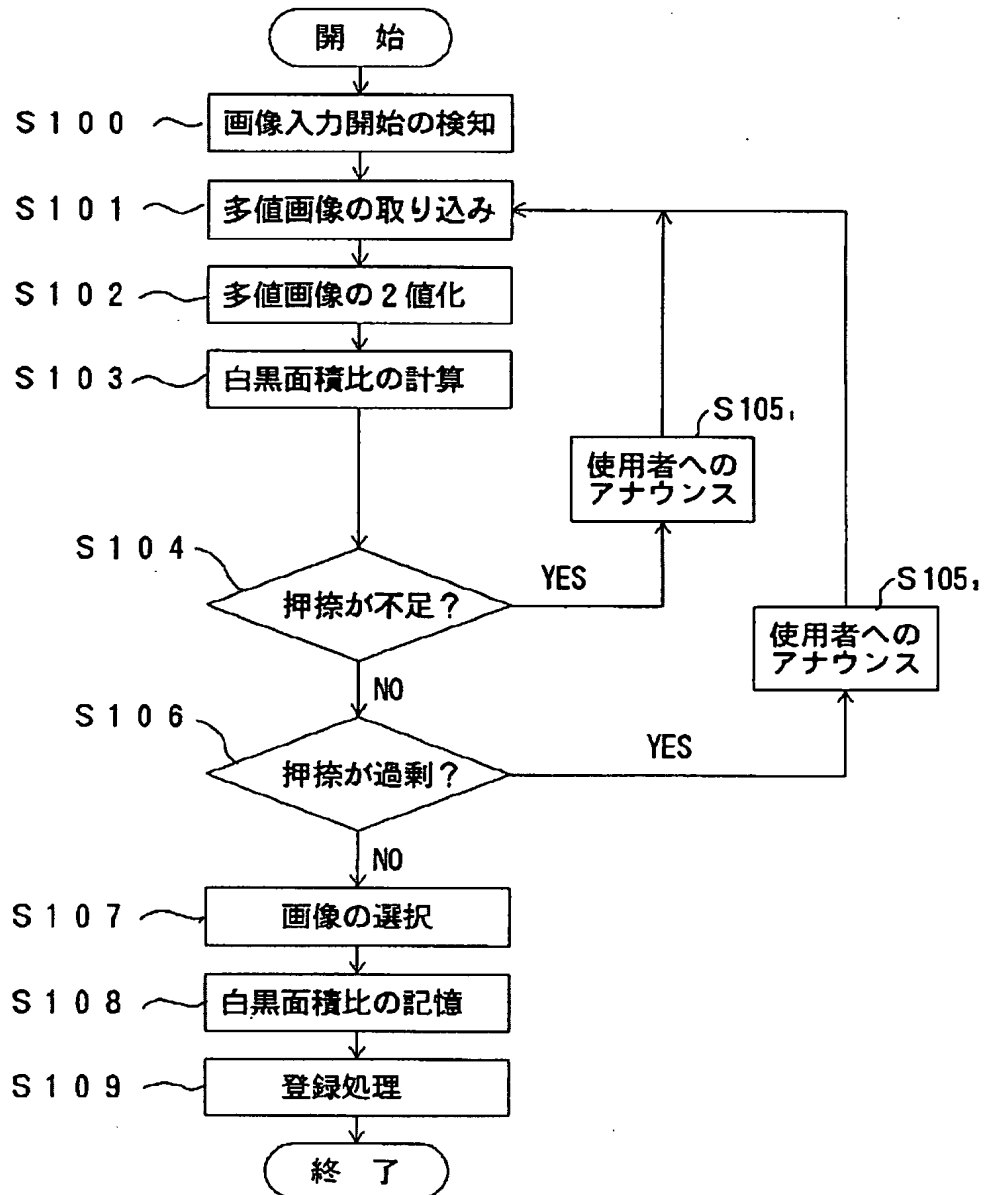 開 始
S100
画像入力開始の検知
S101
多値画像の取り込み
S102
多値画像の2値化
S103
白黒面積比の計算
S105₁
使用者への
アナウンス
S104
押捺が不足?
YES
NO
S105₂
使用者への
アナウンス
S106
押捺が過剰?
YES
NO
S107
画像の選択
S108
白黒面積比の記憶
S109
登録処理
終 了